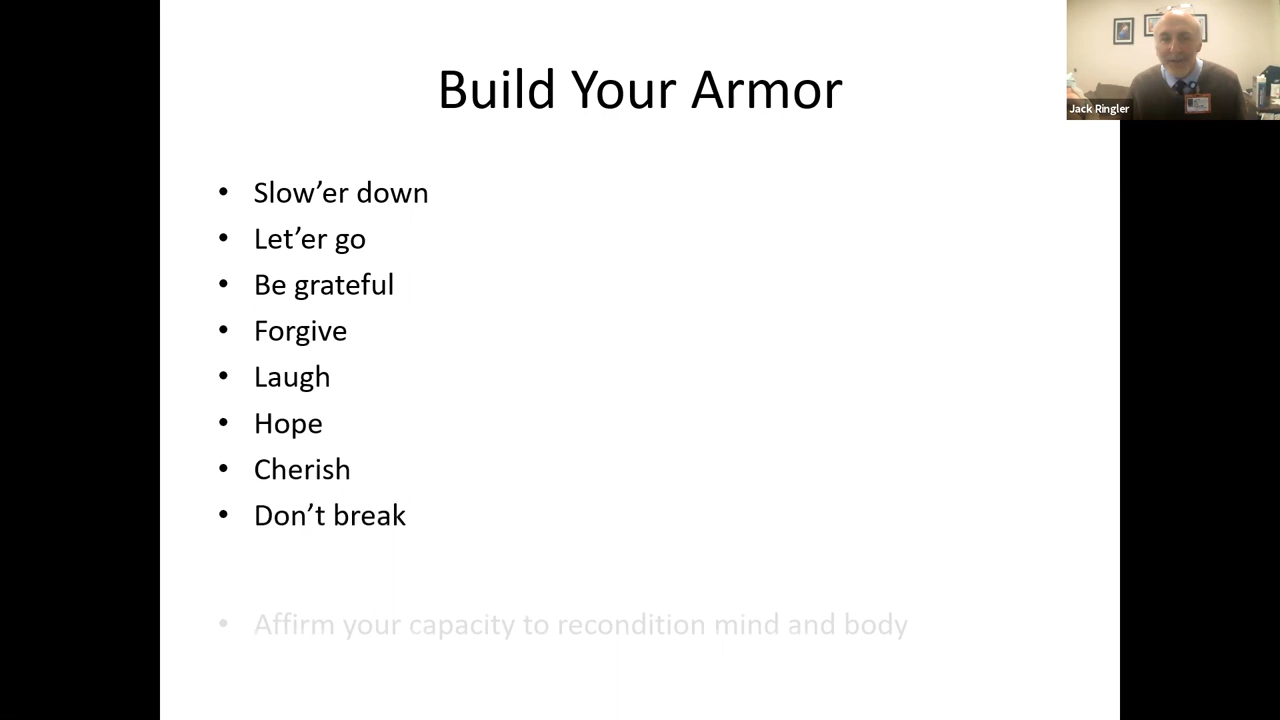 Build Your Armor
Jack Ringler
• Slow’er down
• Let’er go
• Be grateful
• Forgive
• Laugh
• Hope
• Cherish
• Don’t break
• Affirm your capacity to recondition mind and body